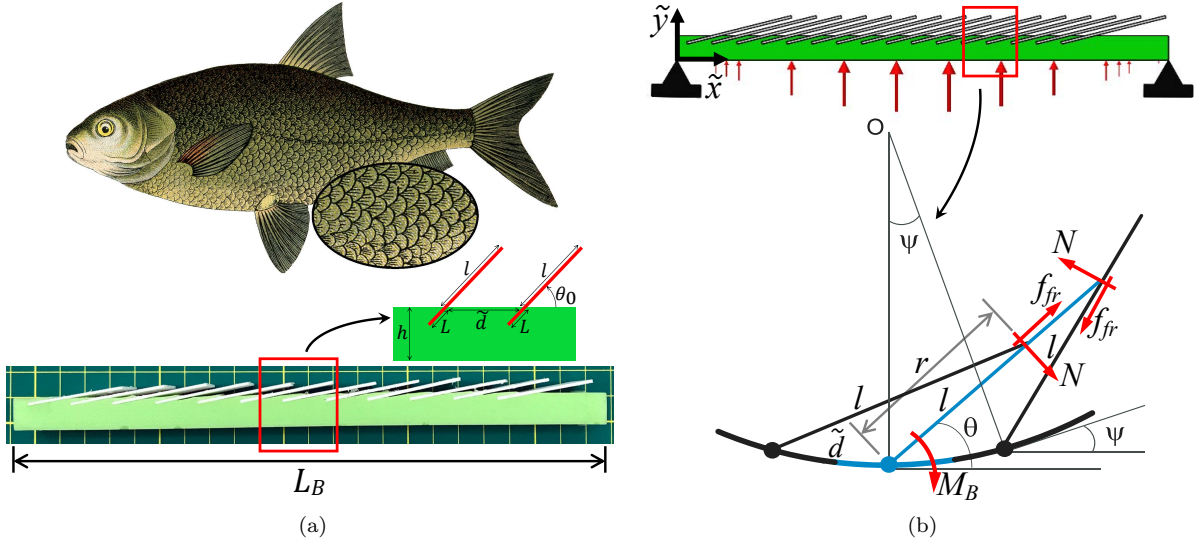 l
l
θ0
h
L
d̃
L
L_B
(a)
ỹ
x̃
O
ψ
N
f_fr
f_fr
r
l
N
l
l
θ
d̃
ψ
M_B
(b)